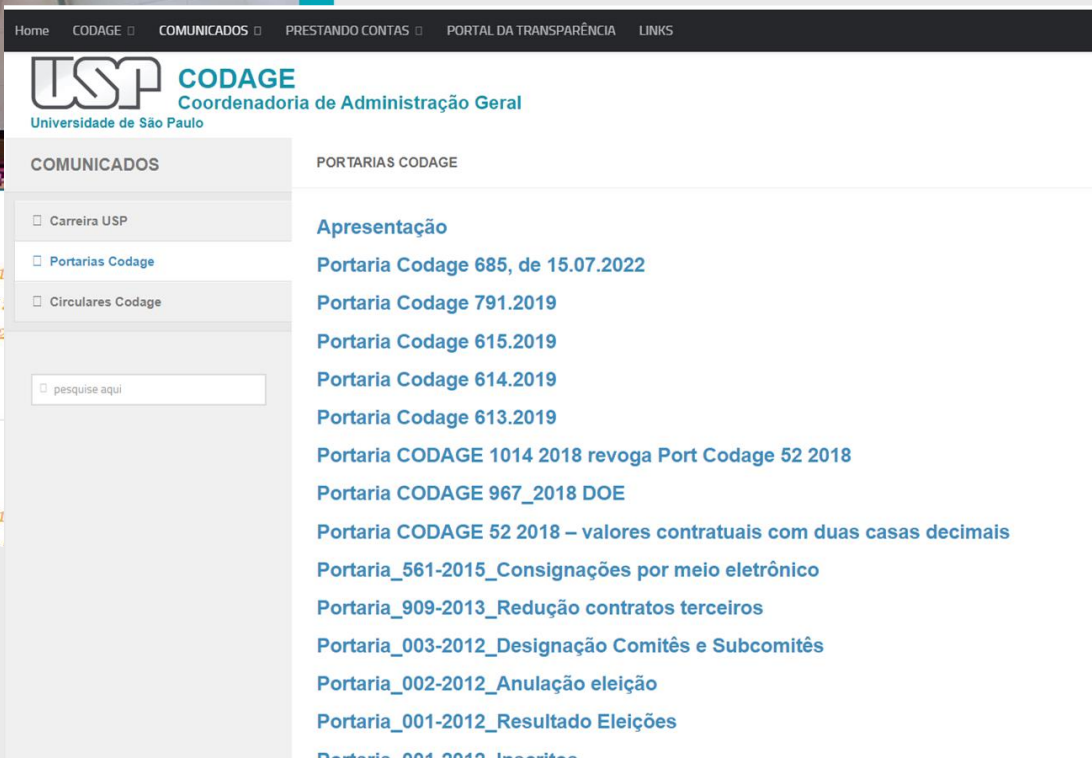 Home CODAGE COMUNICADOS PRESTANDO CONTAS PORTAL DA TRANSPARÊNCIA LINKS
USP
CODAGE
Coordenadoria de Administração Geral
Universidade de São Paulo
COMUNICADOS
Carreira USP
Portarias Codage
Circulares Codage
pesquise aqui
PORTARIAS CODAGE
Apresentação
Portaria Codage 685, de 15.07.2022
Portaria Codage 791.2019
Portaria Codage 615.2019
Portaria Codage 614.2019
Portaria Codage 613.2019
Portaria CODAGE 1014 2018 revoga Port Codage 52 2018
Portaria CODAGE 967_2018 DOE
Portaria CODAGE 52 2018 – valores contratuais com duas casas decimais
Portaria_561-2015_Consignações por meio eletrônico
Portaria_909-2013_Redução contratos terceiros
Portaria_003-2012_Designação Comitês e Subcomitês
Portaria_002-2012_Anulação eleição
Portaria_001-2012_Resultado Eleições